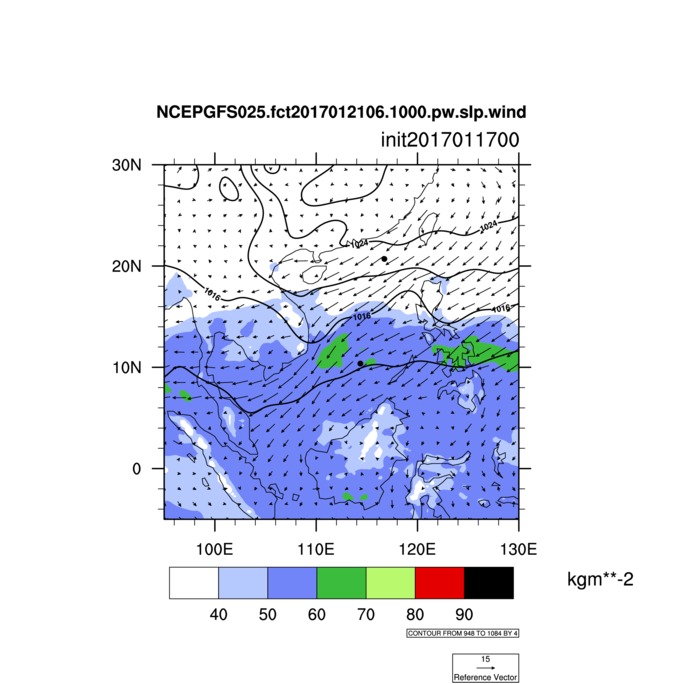 NCEPGFS025.fct2017012106.1000.pw.slp.wind
init2017011700
30N
20N
10N
0
1024
1024
1016
1016
1016
100E
110E
120E
130E
kgm**-2
40
50
60
70
80
90
CONTOUR FROM 948 TO 1084 BY 4
15
Reference Vector